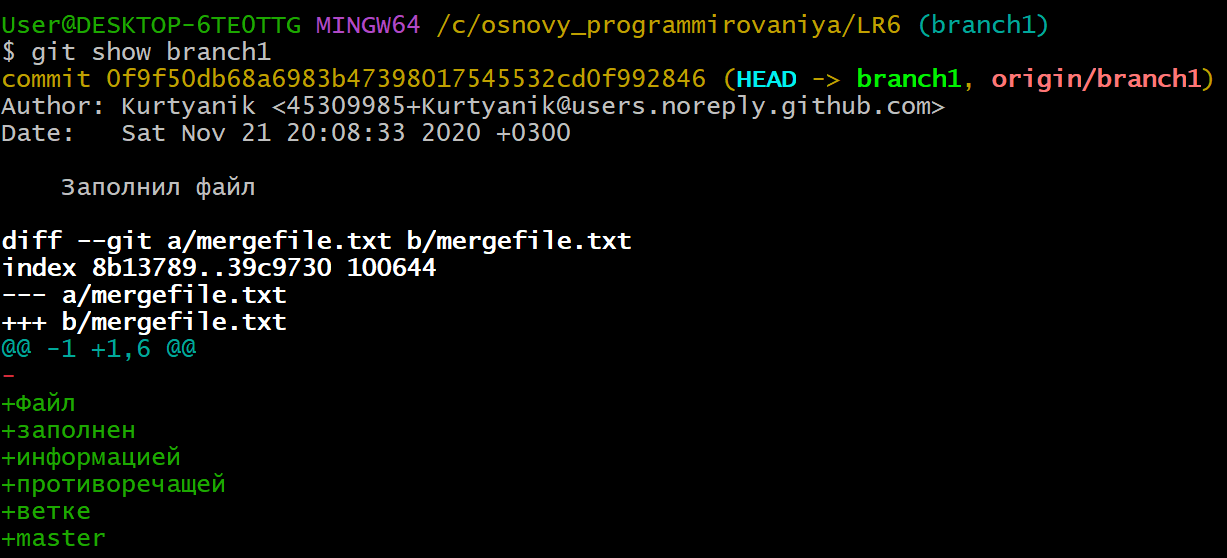 User@DESKTOP-6TE0TTG MINGW64 /c/osnovy_programmirovaniya/LR6 (branch1)
$ git show branch1
commit 0f9f50db68a6983b47398017545532cd0f992846 (HEAD -> branch1, origin/branch1)
Author: Kurtyanik <45309985+Kurtyanik@users.noreply.github.com>
Date:   Sat Nov 21 20:08:33 2020 +0300

    Заполнил файл

diff --git a/mergefile.txt b/mergefile.txt
index 8b13789..39c9730 100644
--- a/mergefile.txt
+++ b/mergefile.txt
@@ -1 +1,6 @@
-
+Файл
+заполнен
+информацией
+противоречащей
+ветке
+master